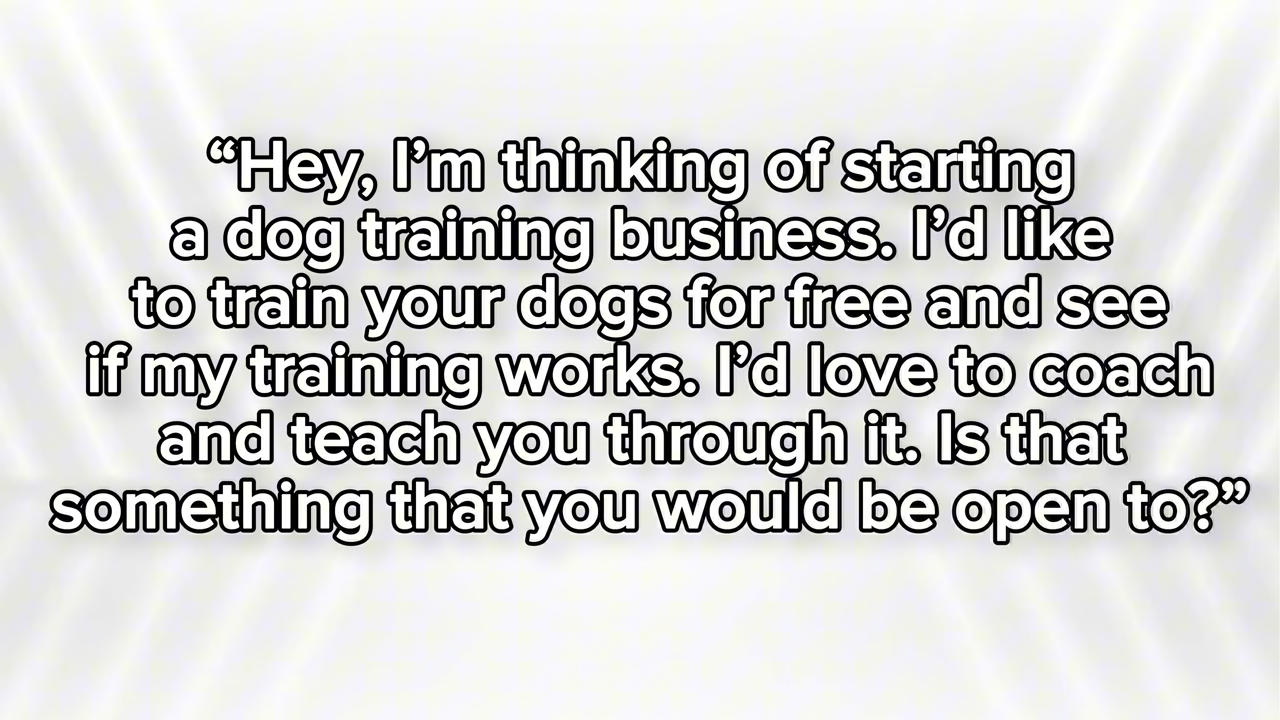 “Hey, I’m thinking of starting
a dog training business. I’d like
to train your dogs for free and see
if my training works. I’d love to coach
and teach you through it. Is that
something that you would be open to?”